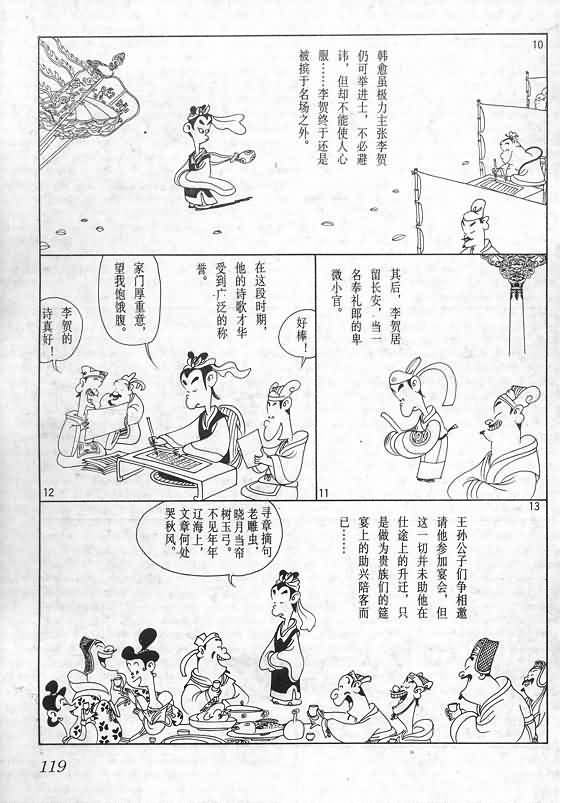 10
韩愈虽极力主张李贺
仍可举进士，不必避
讳，但却不能使人心
服……李贺终于还是
被摈于名场之外。
其后，李贺居
留长安，当一
名奉礼郎的卑
微小官。
11
在这段时期，
他的诗歌才华
受到广泛的称
誉。
好棒！
家门厚重意，
望我饱饿腹。
李贺的
诗真好！
12
13
王孙公子们争相邀
请他参加宴会，但
这一切并未助他在
仕途上的升迁，只
是做为贵族们的筵
宴上的助兴陪客而
已……
寻章摘句
老雕虫，
晓月当帘
树玉弓。
不见年年
辽海上，
文章何处
哭秋风。
119